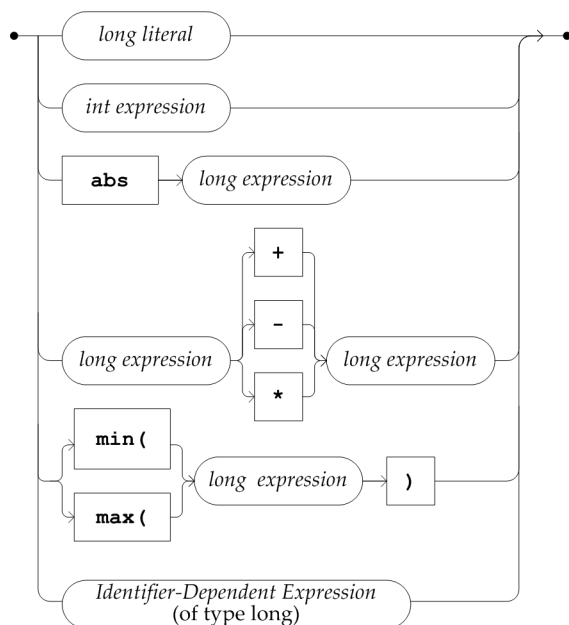 long literal
int expression
abs long expression
+
-
long expression long expression
*
min(
long expression )
max(
Identifier-Dependent Expression
(of type long)